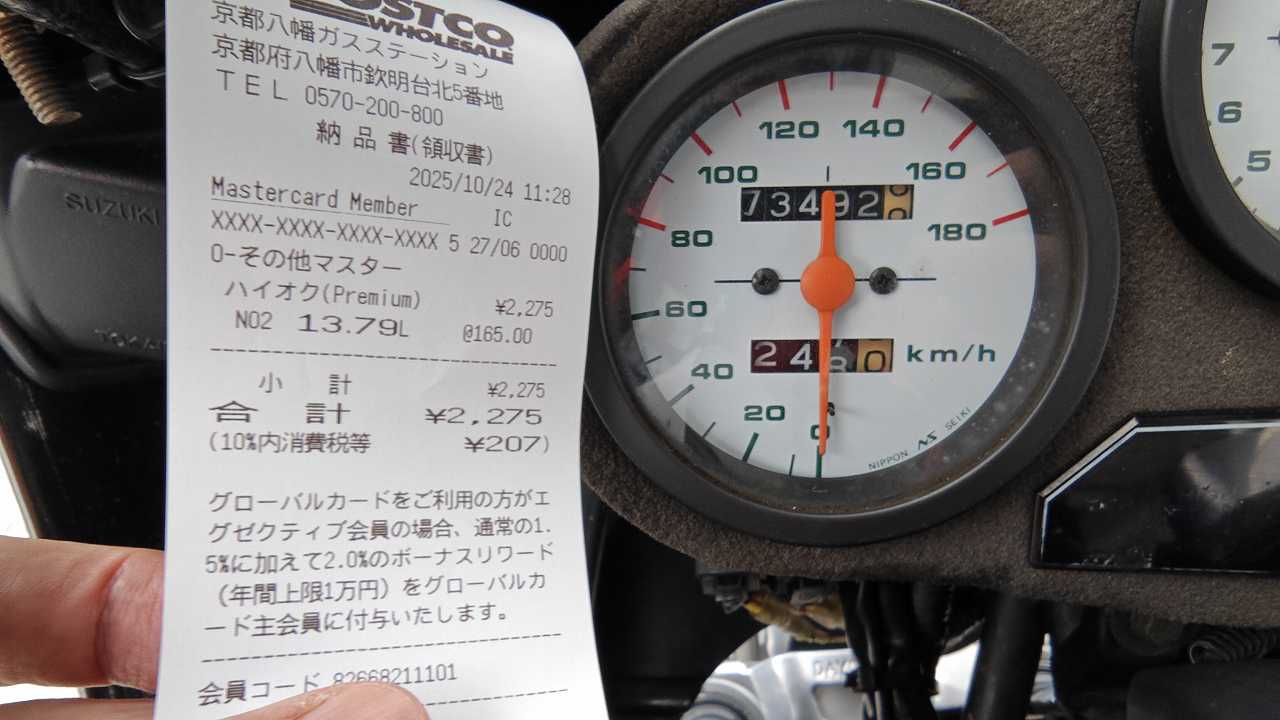 COSTCO
WHOLESALE
京都八幡ガスステーション
京都府八幡市欽明台北5番地
TEL 0570-200-800
納品書(領収書)
2025/10/24 11:28
Mastercard Member IC
XXXX-XXXX-XXXX-XXXX 5 27/06 0000
0-その他マスター
ハイオク(Premium) ¥2,275
NO2 13.79L @165.00
小計 ¥2,275
合計 ¥2,275
(10%内消費税等 ¥207)
グローバルカードをご利用の方がエ
グゼクティブ会員の場合、通常の1.
5%に加えて2.0%のボーナスリワード
(年間上限1万円)をグローバルカ
ード主会員に付与いたします。
会員コード 82668211101
SUZUKI
120 140
100 160
73492
80 180
60
24 0 km/h
40
20
0
NIPPON NS SEIKI
7
6
5